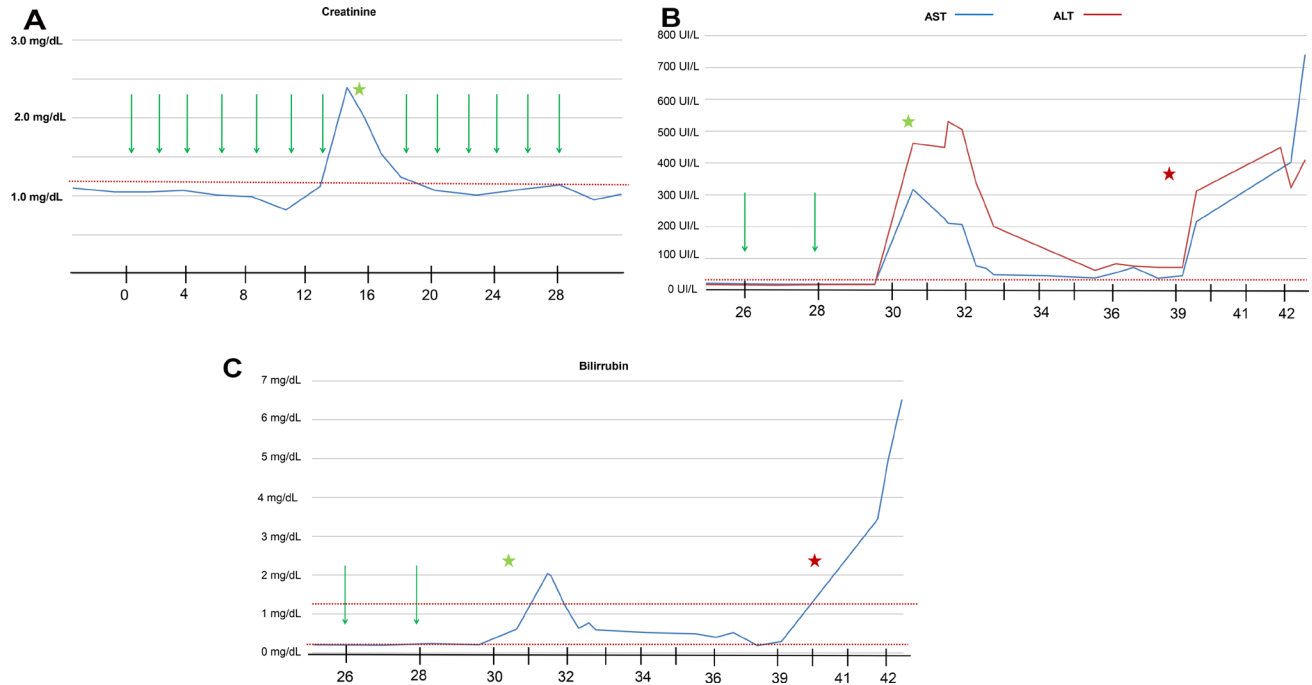 A
Creatinine
3.0 mg/dL
2.0 mg/dL
1.0 mg/dL
0 4 8 12 16 20 24 28
B
AST ALT
800 UI/L
700 UI/L
600 UI/L
500 UI/L
400 UI/L
300 UI/L
200 UI/L
100 UI/L
0 UI/L
26 28 30 32 34 36 39 41 42
C
Bilirrubin
7 mg/dL
6 mg/dL
5 mg/dL
4 mg/dL
3 mg/dL
2 mg/dL
1 mg/dL
0 mg/dL
26 28 30 32 34 36 39 41 42